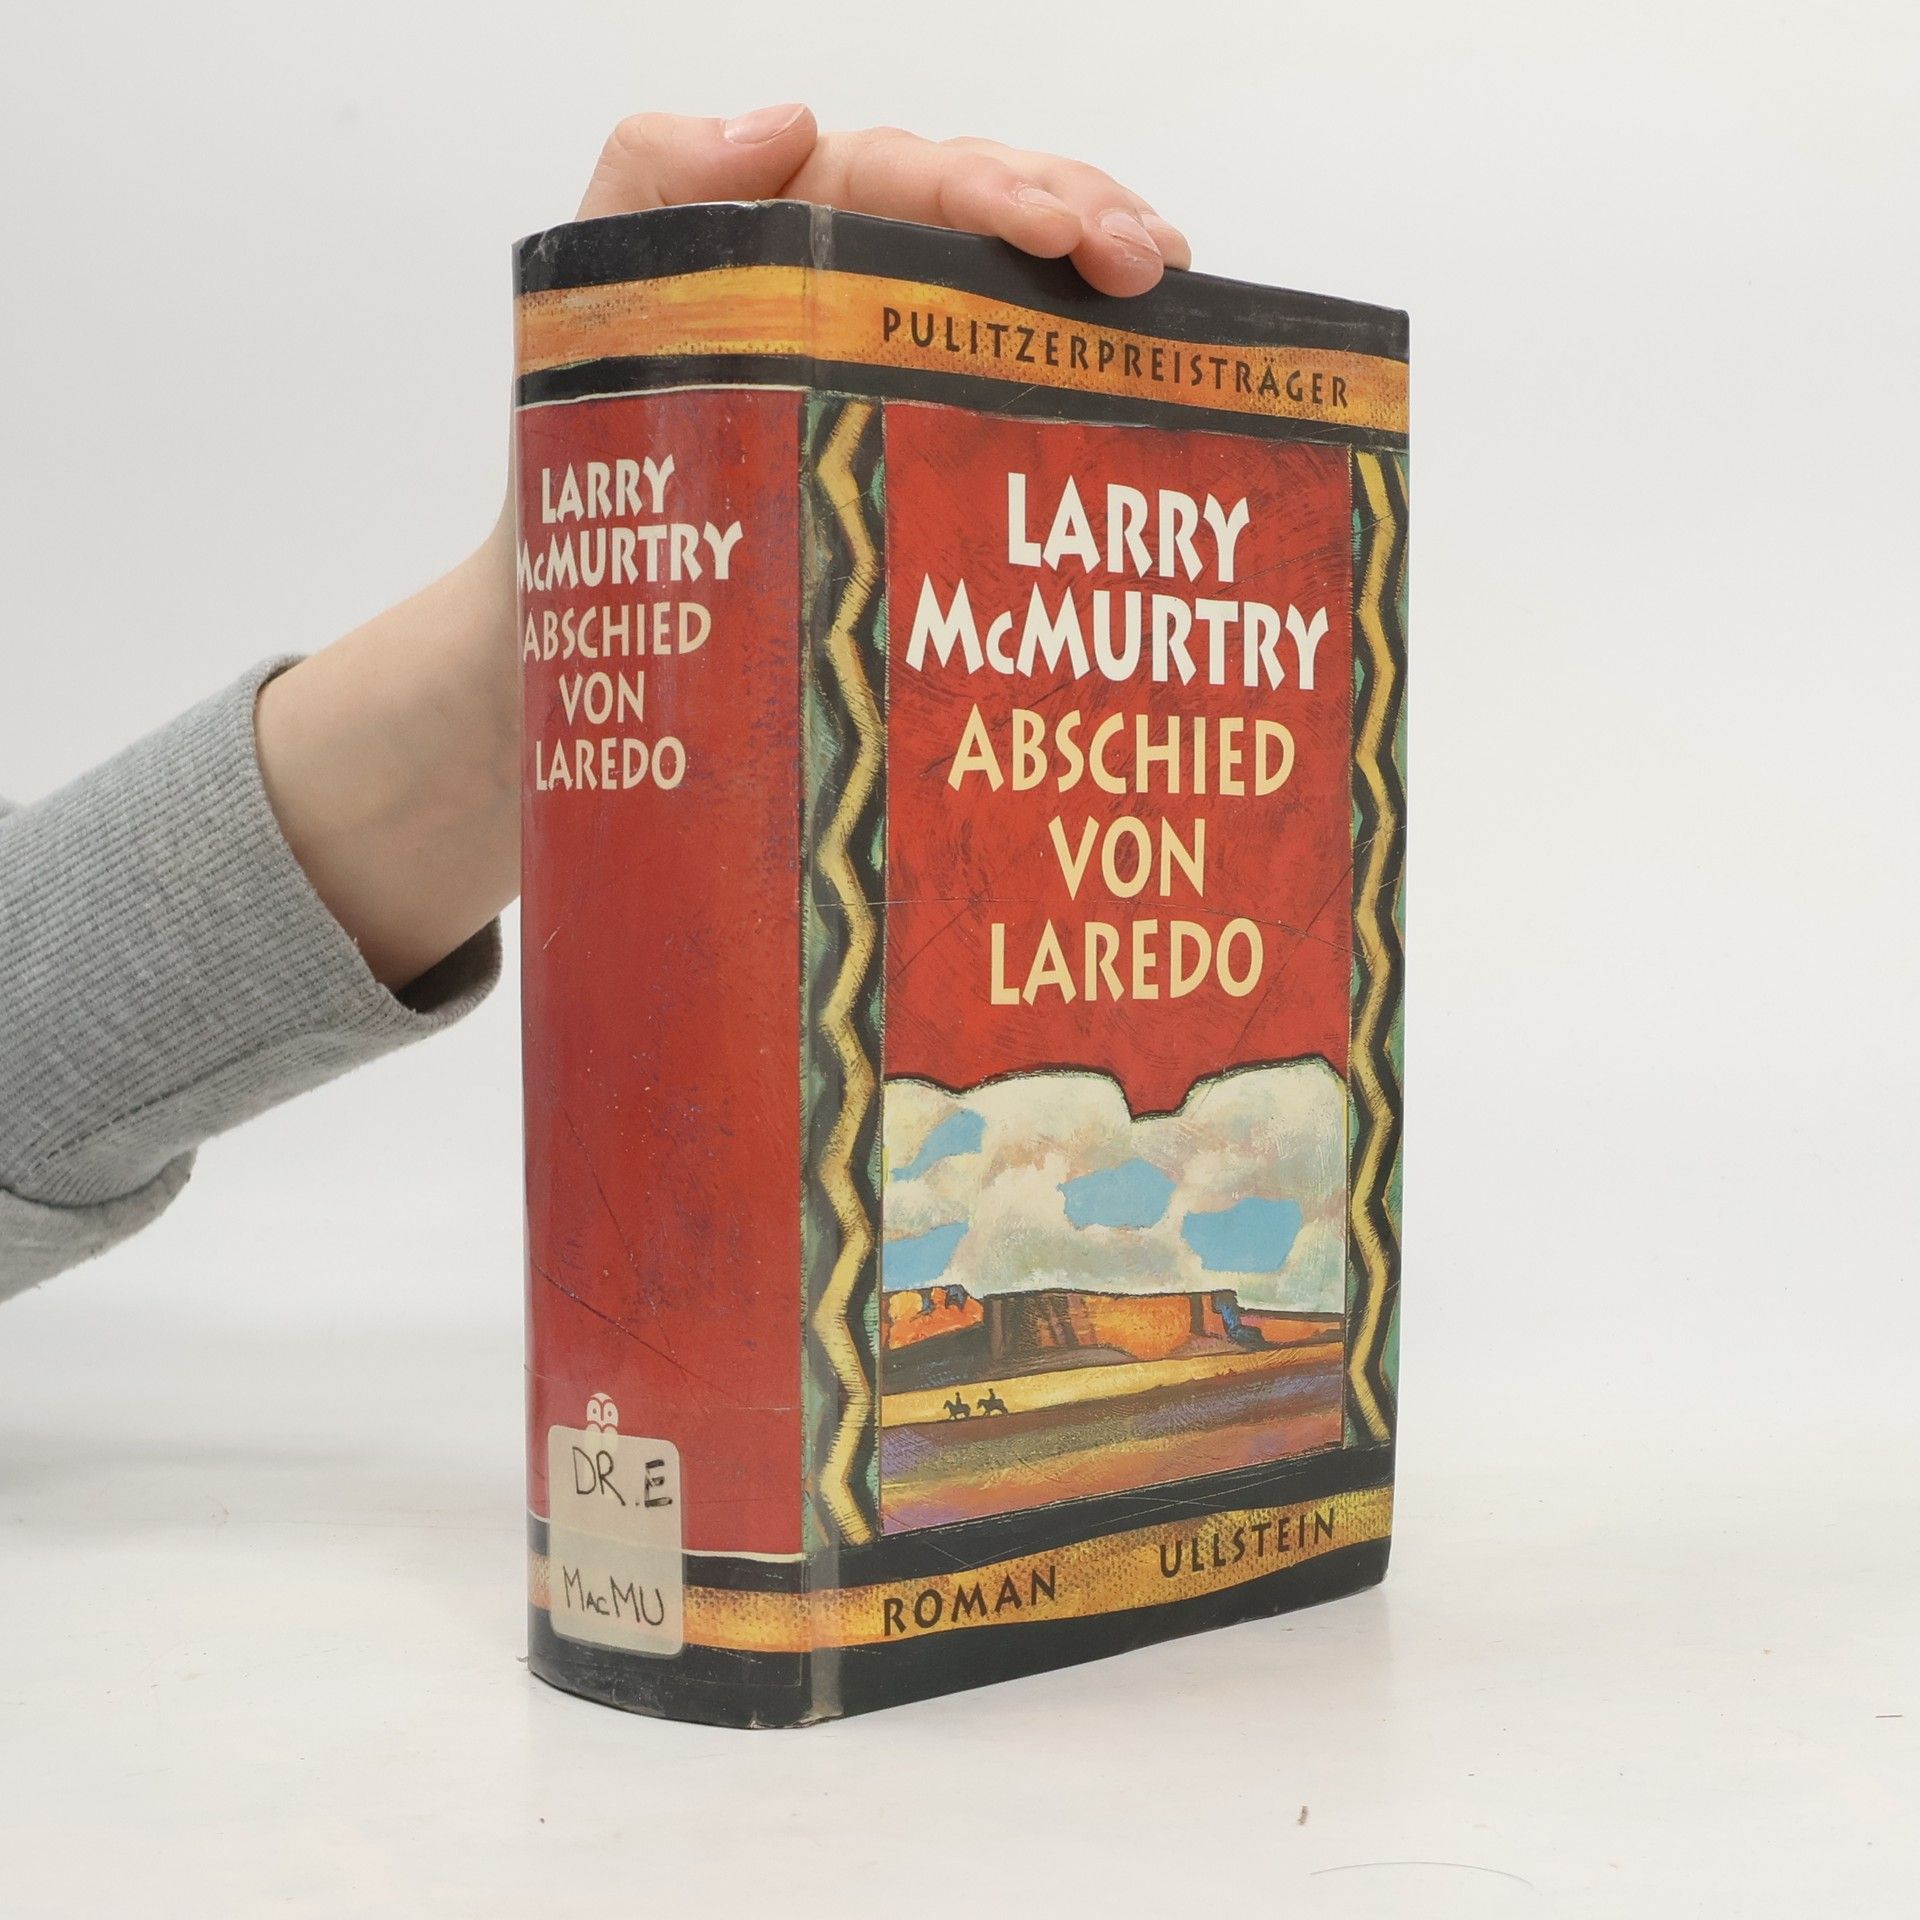 LARRY
McMURTRY
ABSCHIED
VON
LAREDO
DR.E
MacMU
PULITZERPREISTRÄGER
LARRY
McMURTRY
ABSCHIED
VON
LAREDO
ROMAN ULLSTEIN